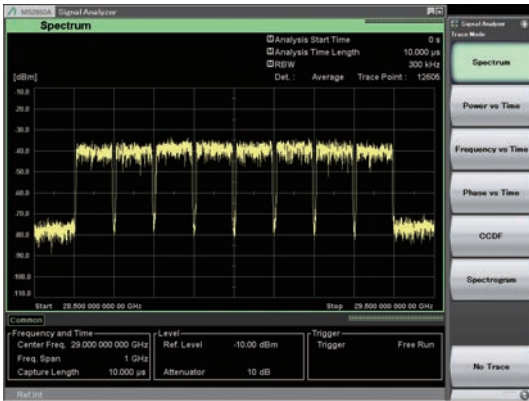 MS2850A Signal Analyzer
Spectrum
Analysis Start Time 0 s
Analysis Time Length 10.000 µs
RBW 300 kHz
Det. : Average Trace Point : 12605
[dBm]
-10.0
-20.0
-30.0
-40.0
-50.0
-60.0
-70.0
-80.0
-90.0
-100.0
-110.0
Start 28.500 000 000 00 GHz Stop 29.500 000 000 00 GHz
Common
Frequency and Time
Center Freq. 29.000 000 000 GHz
Freq. Span 1 GHz
Capture Length 10.000 µs
Level
Ref. Level -10.00 dBm
Attenuator 10 dB
Trigger
Trigger Free Run
Ref.Int
Signal Analyzer
Trace Mode
Spectrum
Power vs Time
Frequency vs Time
Phase vs Time
CCDF
Spectrogram
No Trace